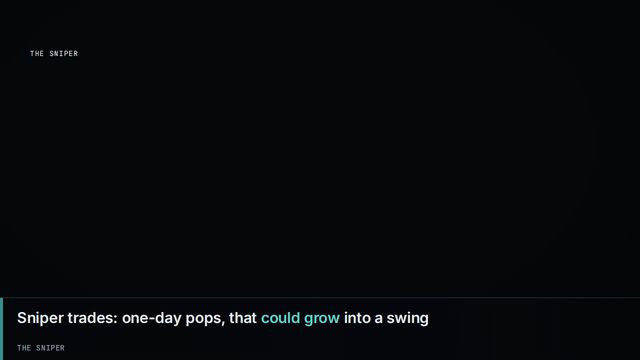 THE SNIPER
Sniper trades: one-day pops, that could grow into a swing
THE SNIPER